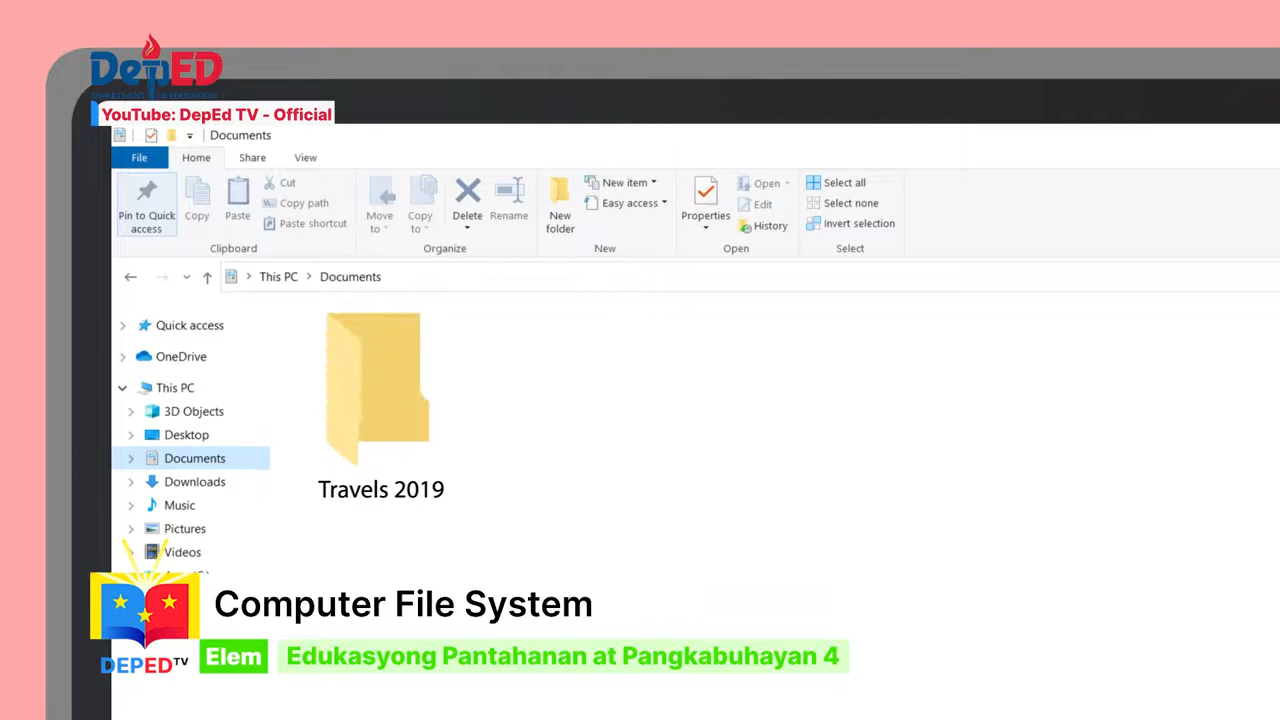 DepED
DEPARTMENT OF EDUCATION
YouTube: DepEd TV - Official
Documents
File Home Share View
Pin to Quick access
Copy
Paste
Cut
Copy path
Paste shortcut
Clipboard
Move to
Copy to
Delete
Rename
Organize
New folder
New item
Easy access
New
Properties
Open
Edit
History
Open
Select all
Select none
Invert selection
Select
This PC > Documents
Quick access
OneDrive
This PC
3D Objects
Desktop
Documents
Downloads
Music
Pictures
Videos
Travels 2019
Computer File System
DEPED TV
Elem
Edukasyong Pantahanan at Pangkabuhayan 4